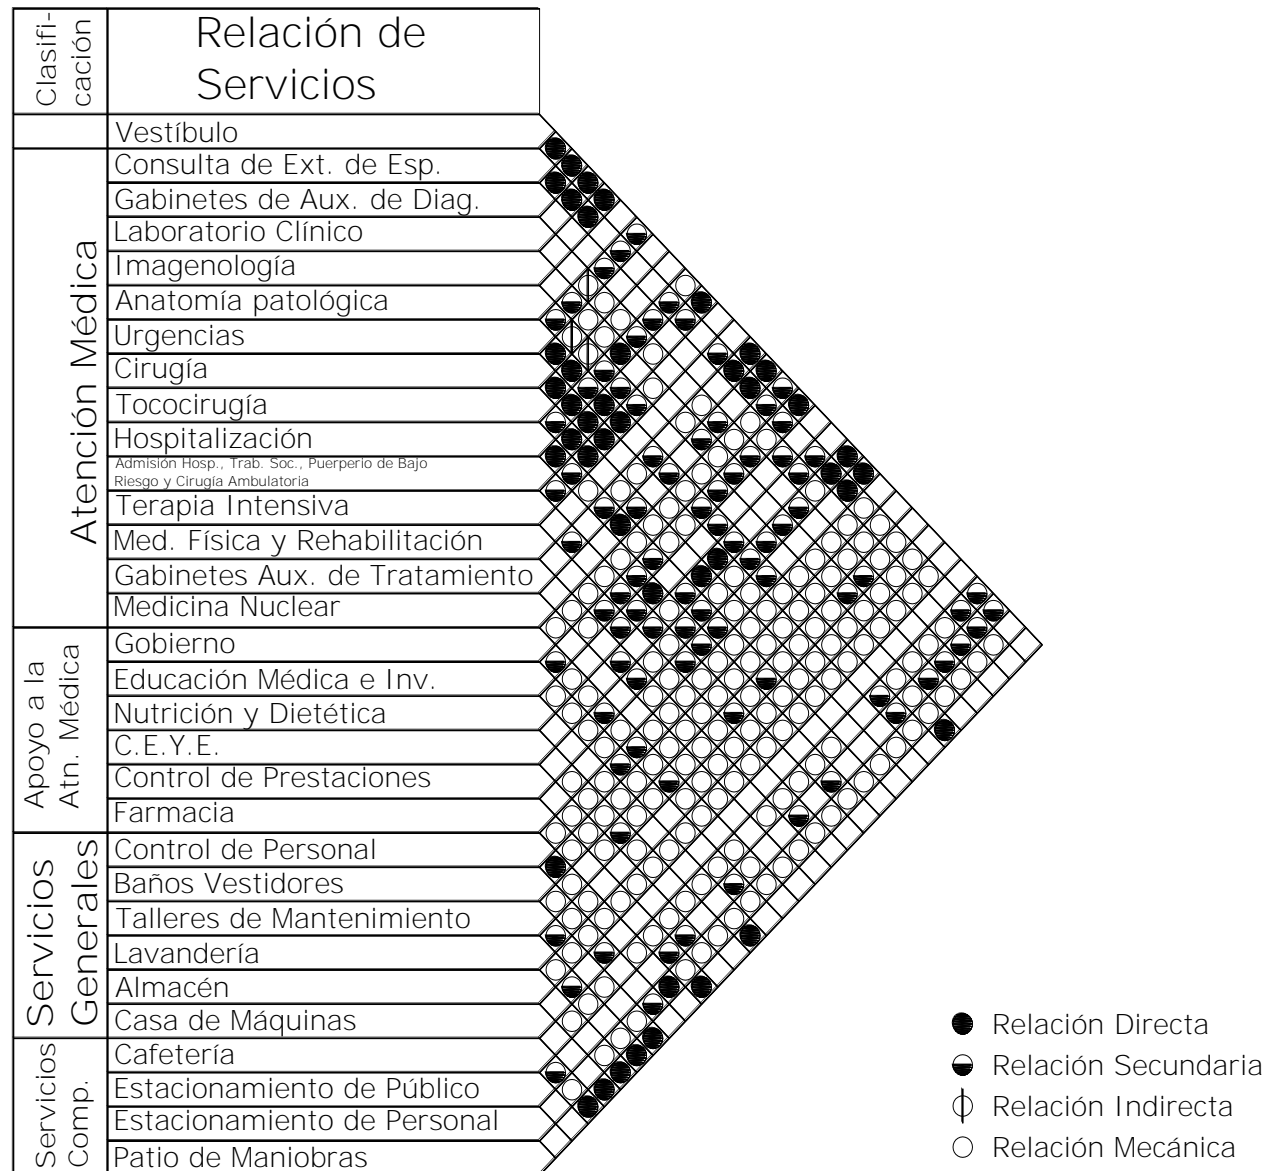 Clasifi-
cación
Relación de
Servicios
Vestíbulo
Atención Médica
Consulta de Ext. de Esp.
Gabinetes de Aux. de Diag.
Laboratorio Clínico
Imagenología
Anatomía patológica
Urgencias
Cirugía
Tococirugía
Hospitalización
Admisión Hosp., Trab. Soc., Puerperio de Bajo
Riesgo y Cirugía Ambulatoria
Terapia Intensiva
Med. Física y Rehabilitación
Gabinetes Aux. de Tratamiento
Medicina Nuclear
Apoyo a la
Atn. Médica
Gobierno
Educación Médica e Inv.
Nutrición y Dietética
C.E.Y.E.
Control de Prestaciones
Farmacia
Servicios
Generales
Control de Personal
Baños Vestidores
Talleres de Mantenimiento
Lavandería
Almacén
Casa de Máquinas
Servicios
Comp.
Cafetería
Estacionamiento de Público
Estacionamiento de Personal
Patio de Maniobras
Relación Directa
Relación Secundaria
Relación Indirecta
Relación Mecánica